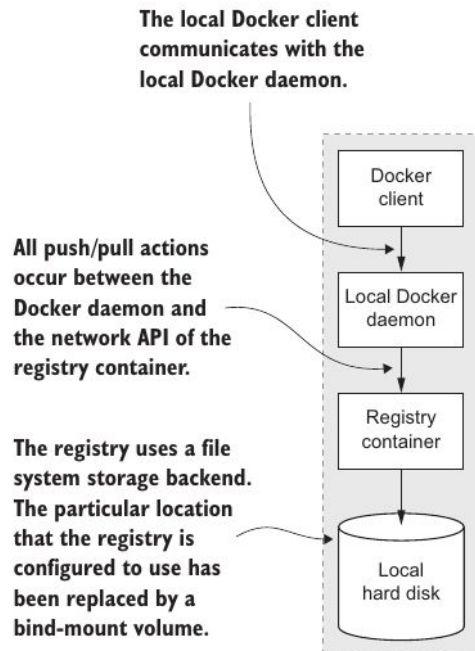 The local Docker client
communicates with the
local Docker daemon.
Docker
client
All push/pull actions
occur between the
Docker daemon and
the network API of the
registry container.
Local Docker
daemon
Registry
container
The registry uses a file
system storage backend.
The particular location
that the registry is
configured to use has
been replaced by a
bind-mount volume.
Local
hard disk